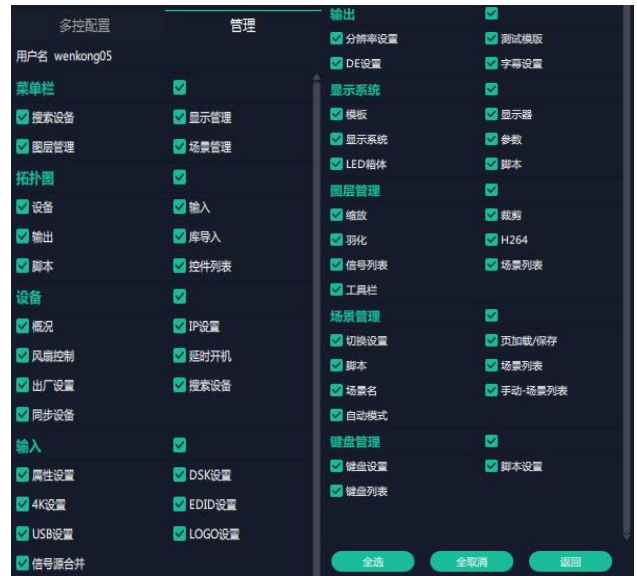 多控配置 管理
用户名 wenkong05
菜单栏
搜索设备 显示管理
图层管理 场景管理
拓扑图
设备 输入
输出 库导入
脚本 控件列表
设备
概况 IP设置
风扇控制 延时开机
出厂设置 搜索设备
同步设备
输入
属性设置 DSK设置
4K设置 EDID设置
USB设置 LOGO设置
信号源合并
输出
分辨率设置 测试模版
DE设置 字幕设置
显示系统
模板 显示器
显示系统 参数
LED箱体 脚本
图层管理
缩放 裁剪
羽化 H264
信号列表 场景列表
工具栏
场景管理
切换设置 页加载/保存
脚本 场景列表
场景名 手动-场景列表
自动模式
键盘管理
键盘设置 脚本设置
键盘列表
全选 全取消 返回